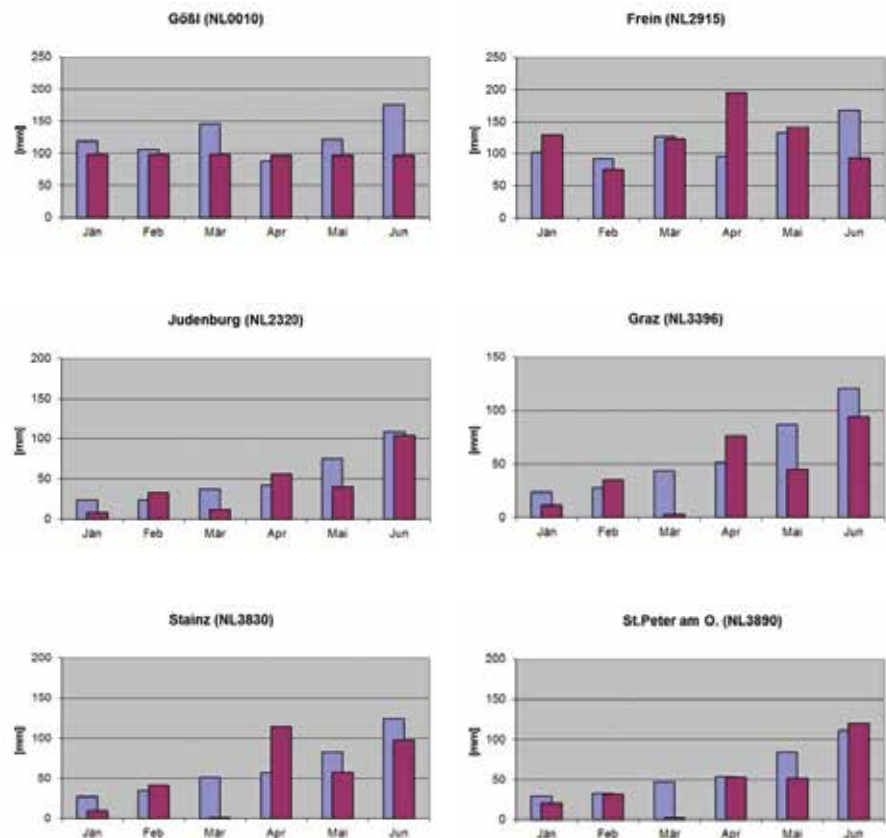 Gößl (NL0010)
[mm]
250
200
150
100
50
0
Jän Feb Mär Apr Mai Jun
Frein (NL2915)
[mm]
250
200
150
100
50
0
Jän Feb Mär Apr Mai Jun
Judenburg (NL2320)
[mm]
200
150
100
50
0
Jän Feb Mär Apr Mai Jun
Graz (NL3396)
[mm]
150
100
50
0
Jän Feb Mär Apr Mai Jun
Stainz (NL3830)
[mm]
200
150
100
50
0
Jän Feb Mär Apr Mai Jun
St.Peter am O. (NL3890)
[mm]
200
150
100
50
0
Jän Feb Mär Apr Mai Jun